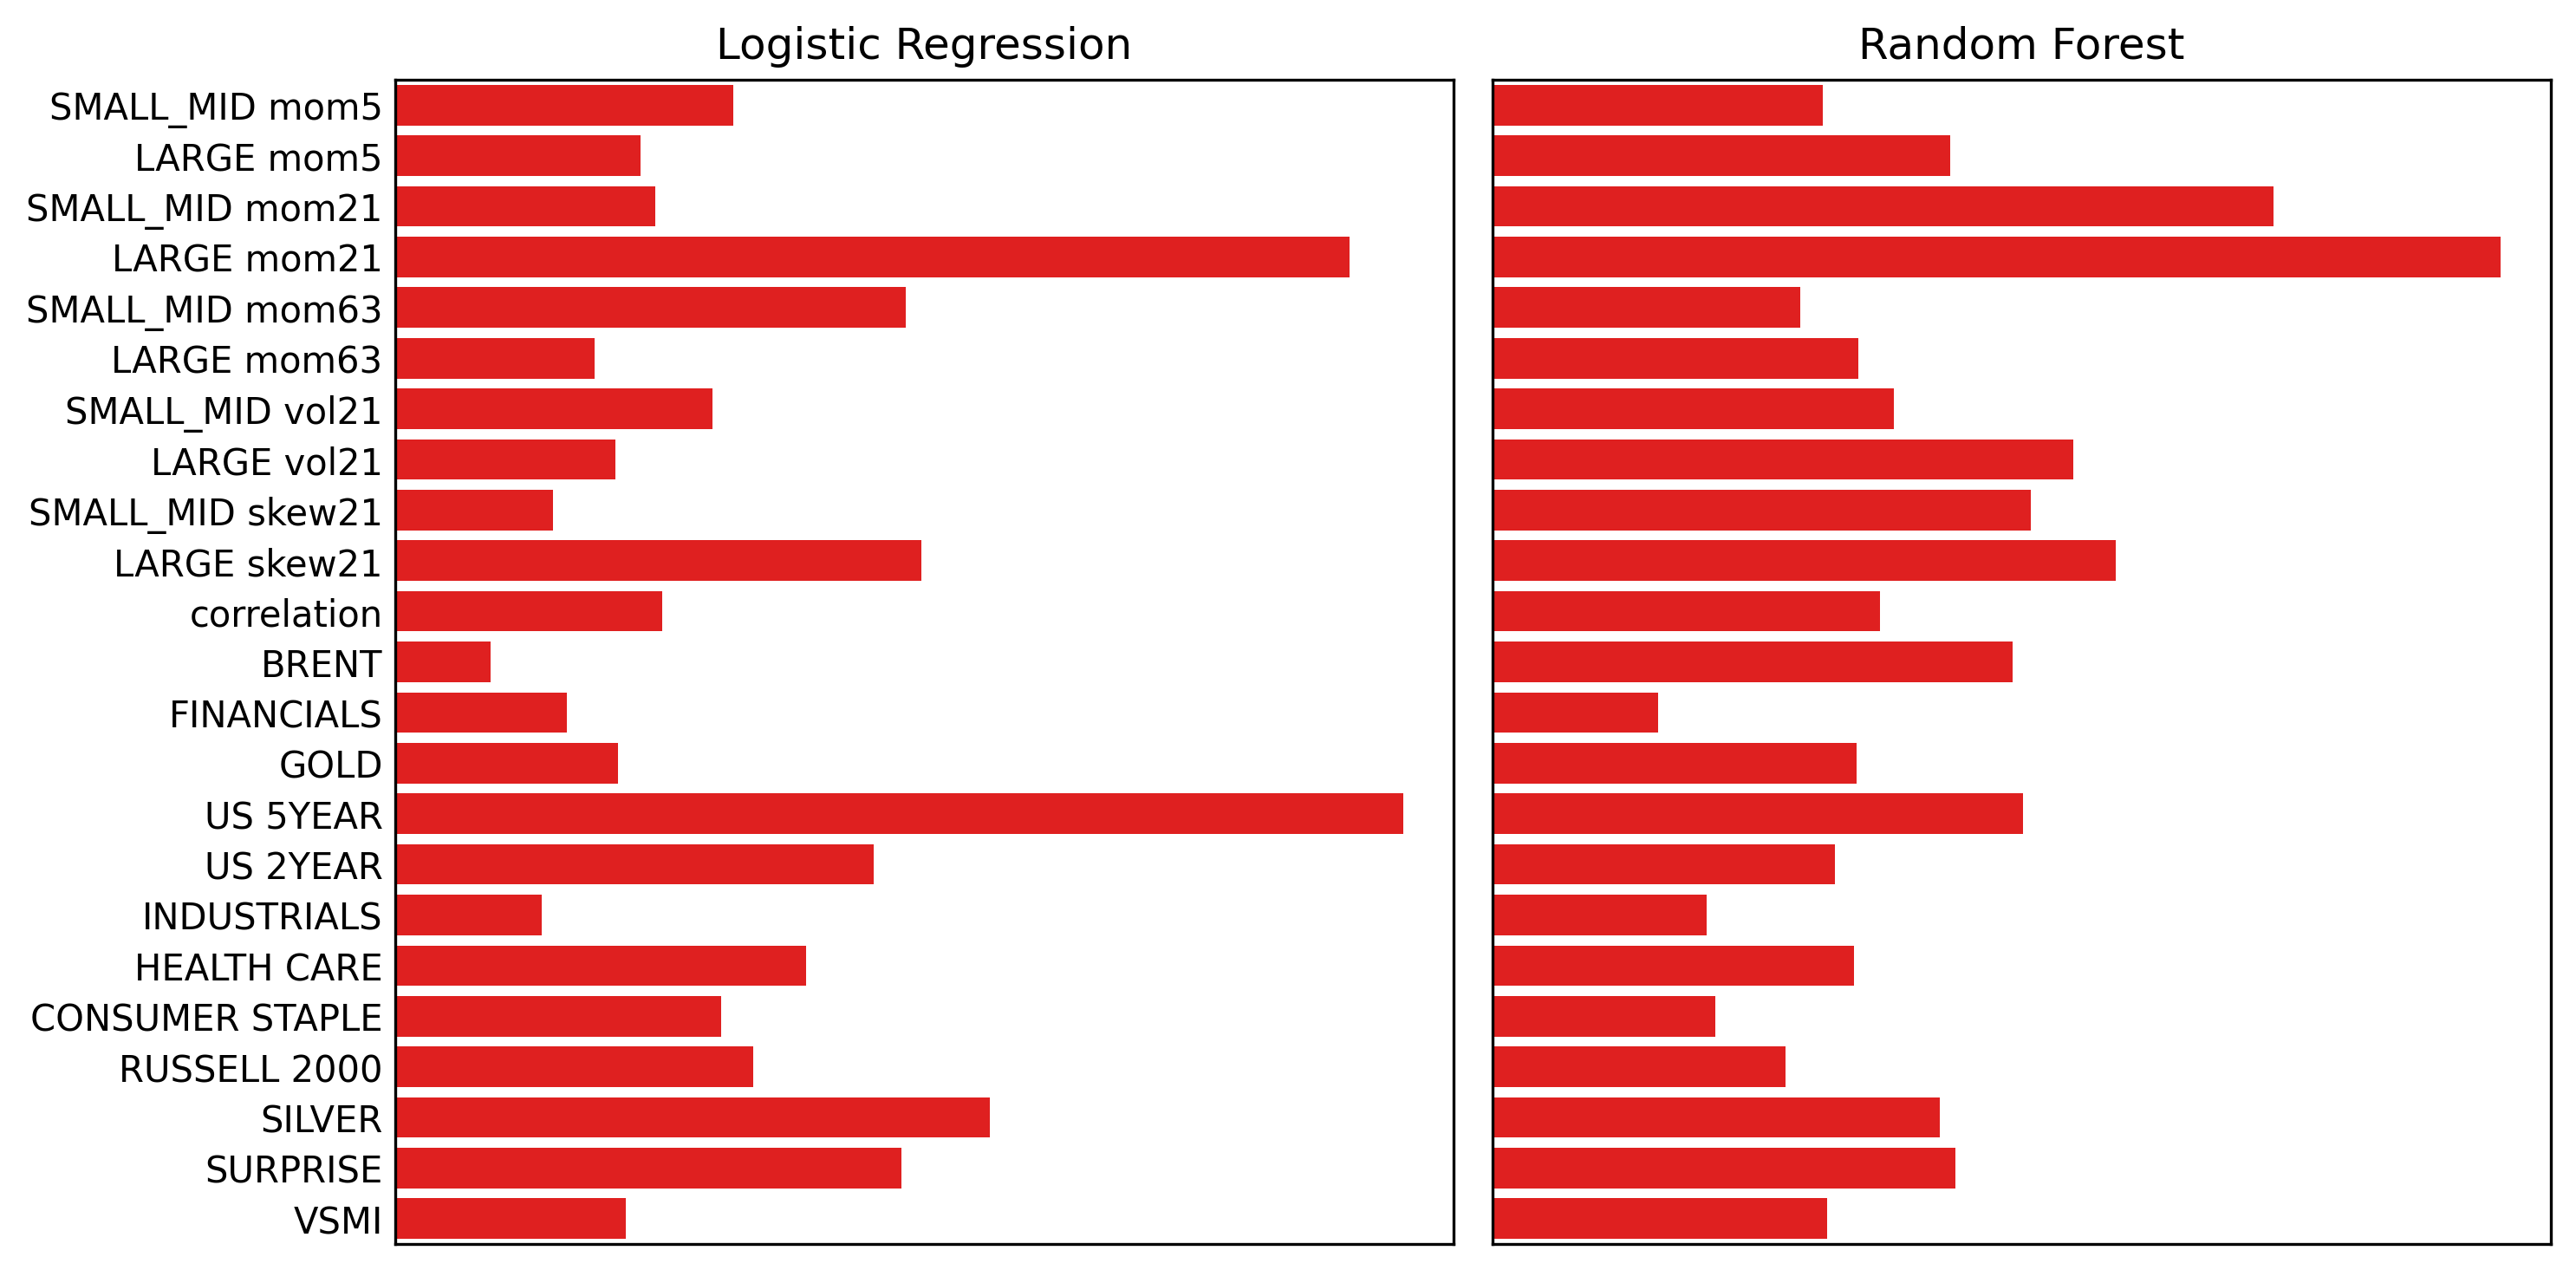 Logistic Regression
Random Forest
SMALL_MID mom5
LARGE mom5
SMALL_MID mom21
LARGE mom21
SMALL_MID mom63
LARGE mom63
SMALL_MID vol21
LARGE vol21
SMALL_MID skew21
LARGE skew21
correlation
BRENT
FINANCIALS
GOLD
US 5YEAR
US 2YEAR
INDUSTRIALS
HEALTH CARE
CONSUMER STAPLE
RUSSELL 2000
SILVER
SURPRISE
VSMI